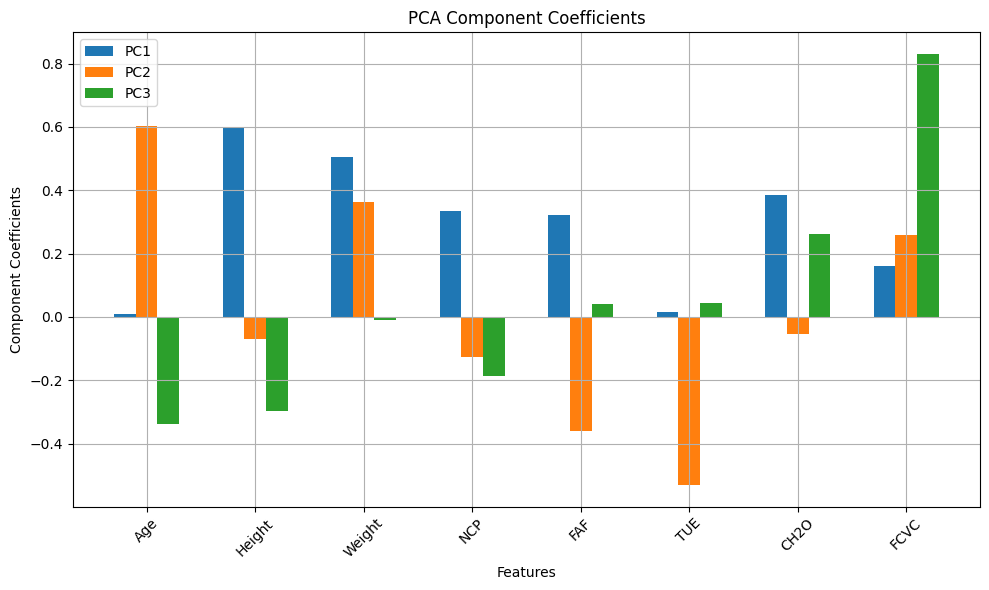 PCA Component Coefficients
PC1
PC2
PC3
Component Coefficients
0.8
0.6
0.4
0.2
0.0
−0.2
−0.4
Age
Height
Weight
NCP
FAF
TUE
CH2O
FCVC
Features